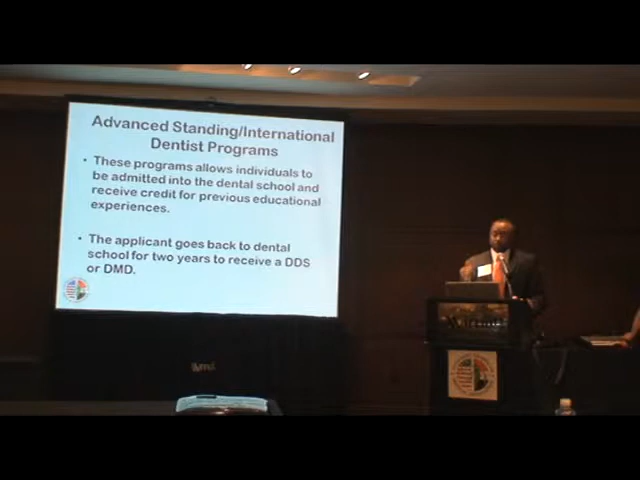 Advanced Standing/International
Dentist Programs
• These programs allows individuals to
be admitted into the dental school and
receive credit for previous educational
experiences.
• The applicant goes back to dental
school for two years to receive a DDS
or DMD.